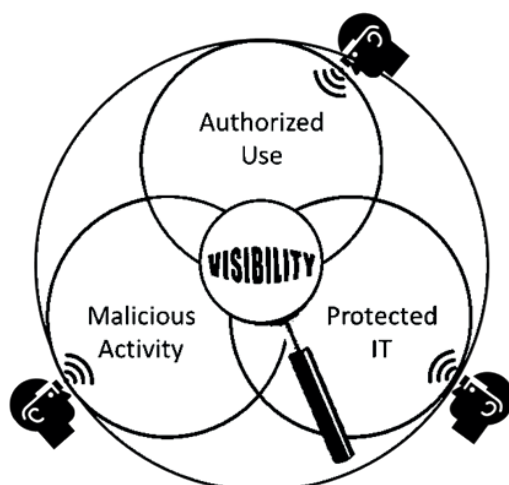 Authorized
Use
VISIBILITY
Malicious
Activity
Protected
IT